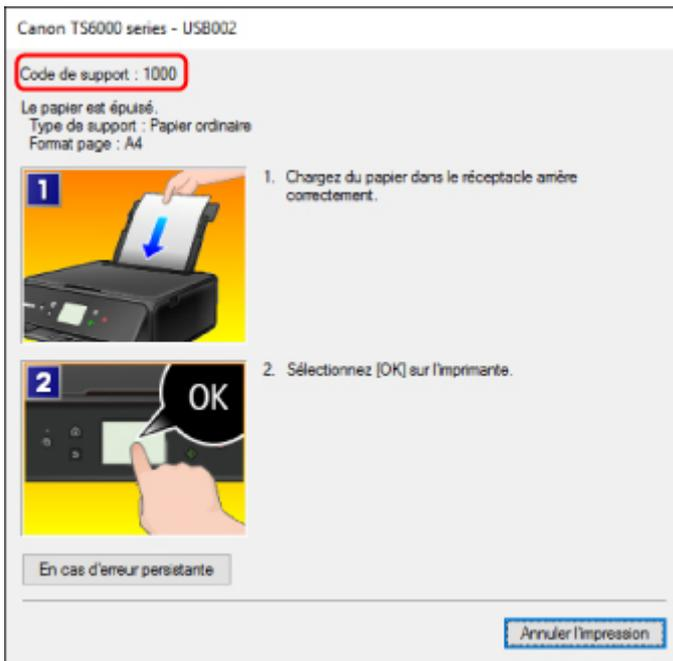 Canon TS6000 series - USB002
Code de support : 1000
Le papier est épuisé.
Type de support : Papier ordinaire
Format page : A4
1
1. Chargez du papier dans le réceptacle arrière
correctement.
2
OK
2. Sélectionnez [OK] sur l'imprimante.
En cas d'erreur persistante
Annuler l'impression